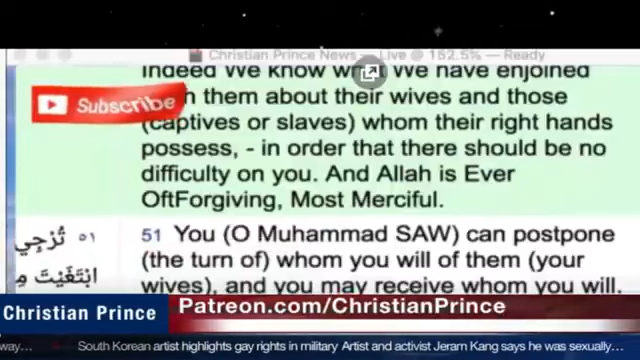 Christian Prince News — Live @ 152.5% — Ready
Indeed We know what We have enjoined
Subscribe
them about their wives and those
(captives or slaves) whom their right hands
possess, - in order that there should be no
difficulty on you. And Allah is Ever
OftForgiving, Most Merciful.
٥١ تُرْجِي
51 You (O Muhammad SAW) can postpone
(the turn of) whom you will of them (your
ابْتَغَيْتَ
wives), and you may receive whom you will.
Christian Prince
Patreon.com/ChristianPrince
way...
South Korean artist highlights gay rights in military Artist and activist Jeram Kang says he was sexually...